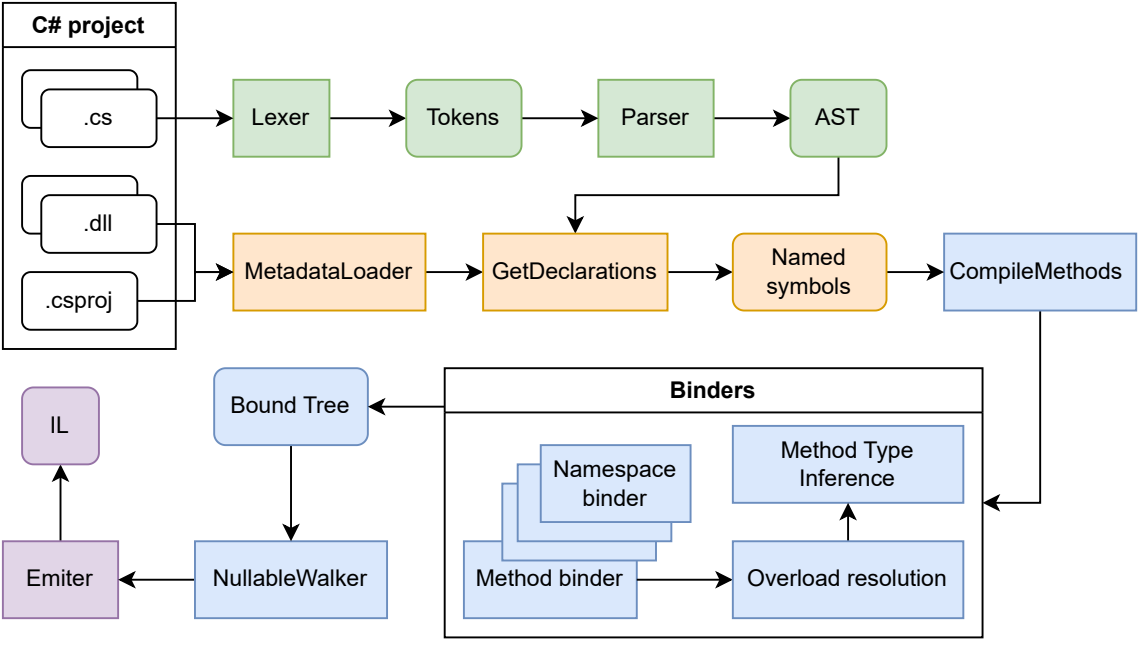 C# project
.cs
Lexer
Tokens
Parser
AST
.dll
.csproj
MetadataLoader
GetDeclarations
Named
symbols
CompileMethods
IL
Bound Tree
Binders
Namespace
binder
Method Type
Inference
Emiter
NullableWalker
Method binder
Overload resolution